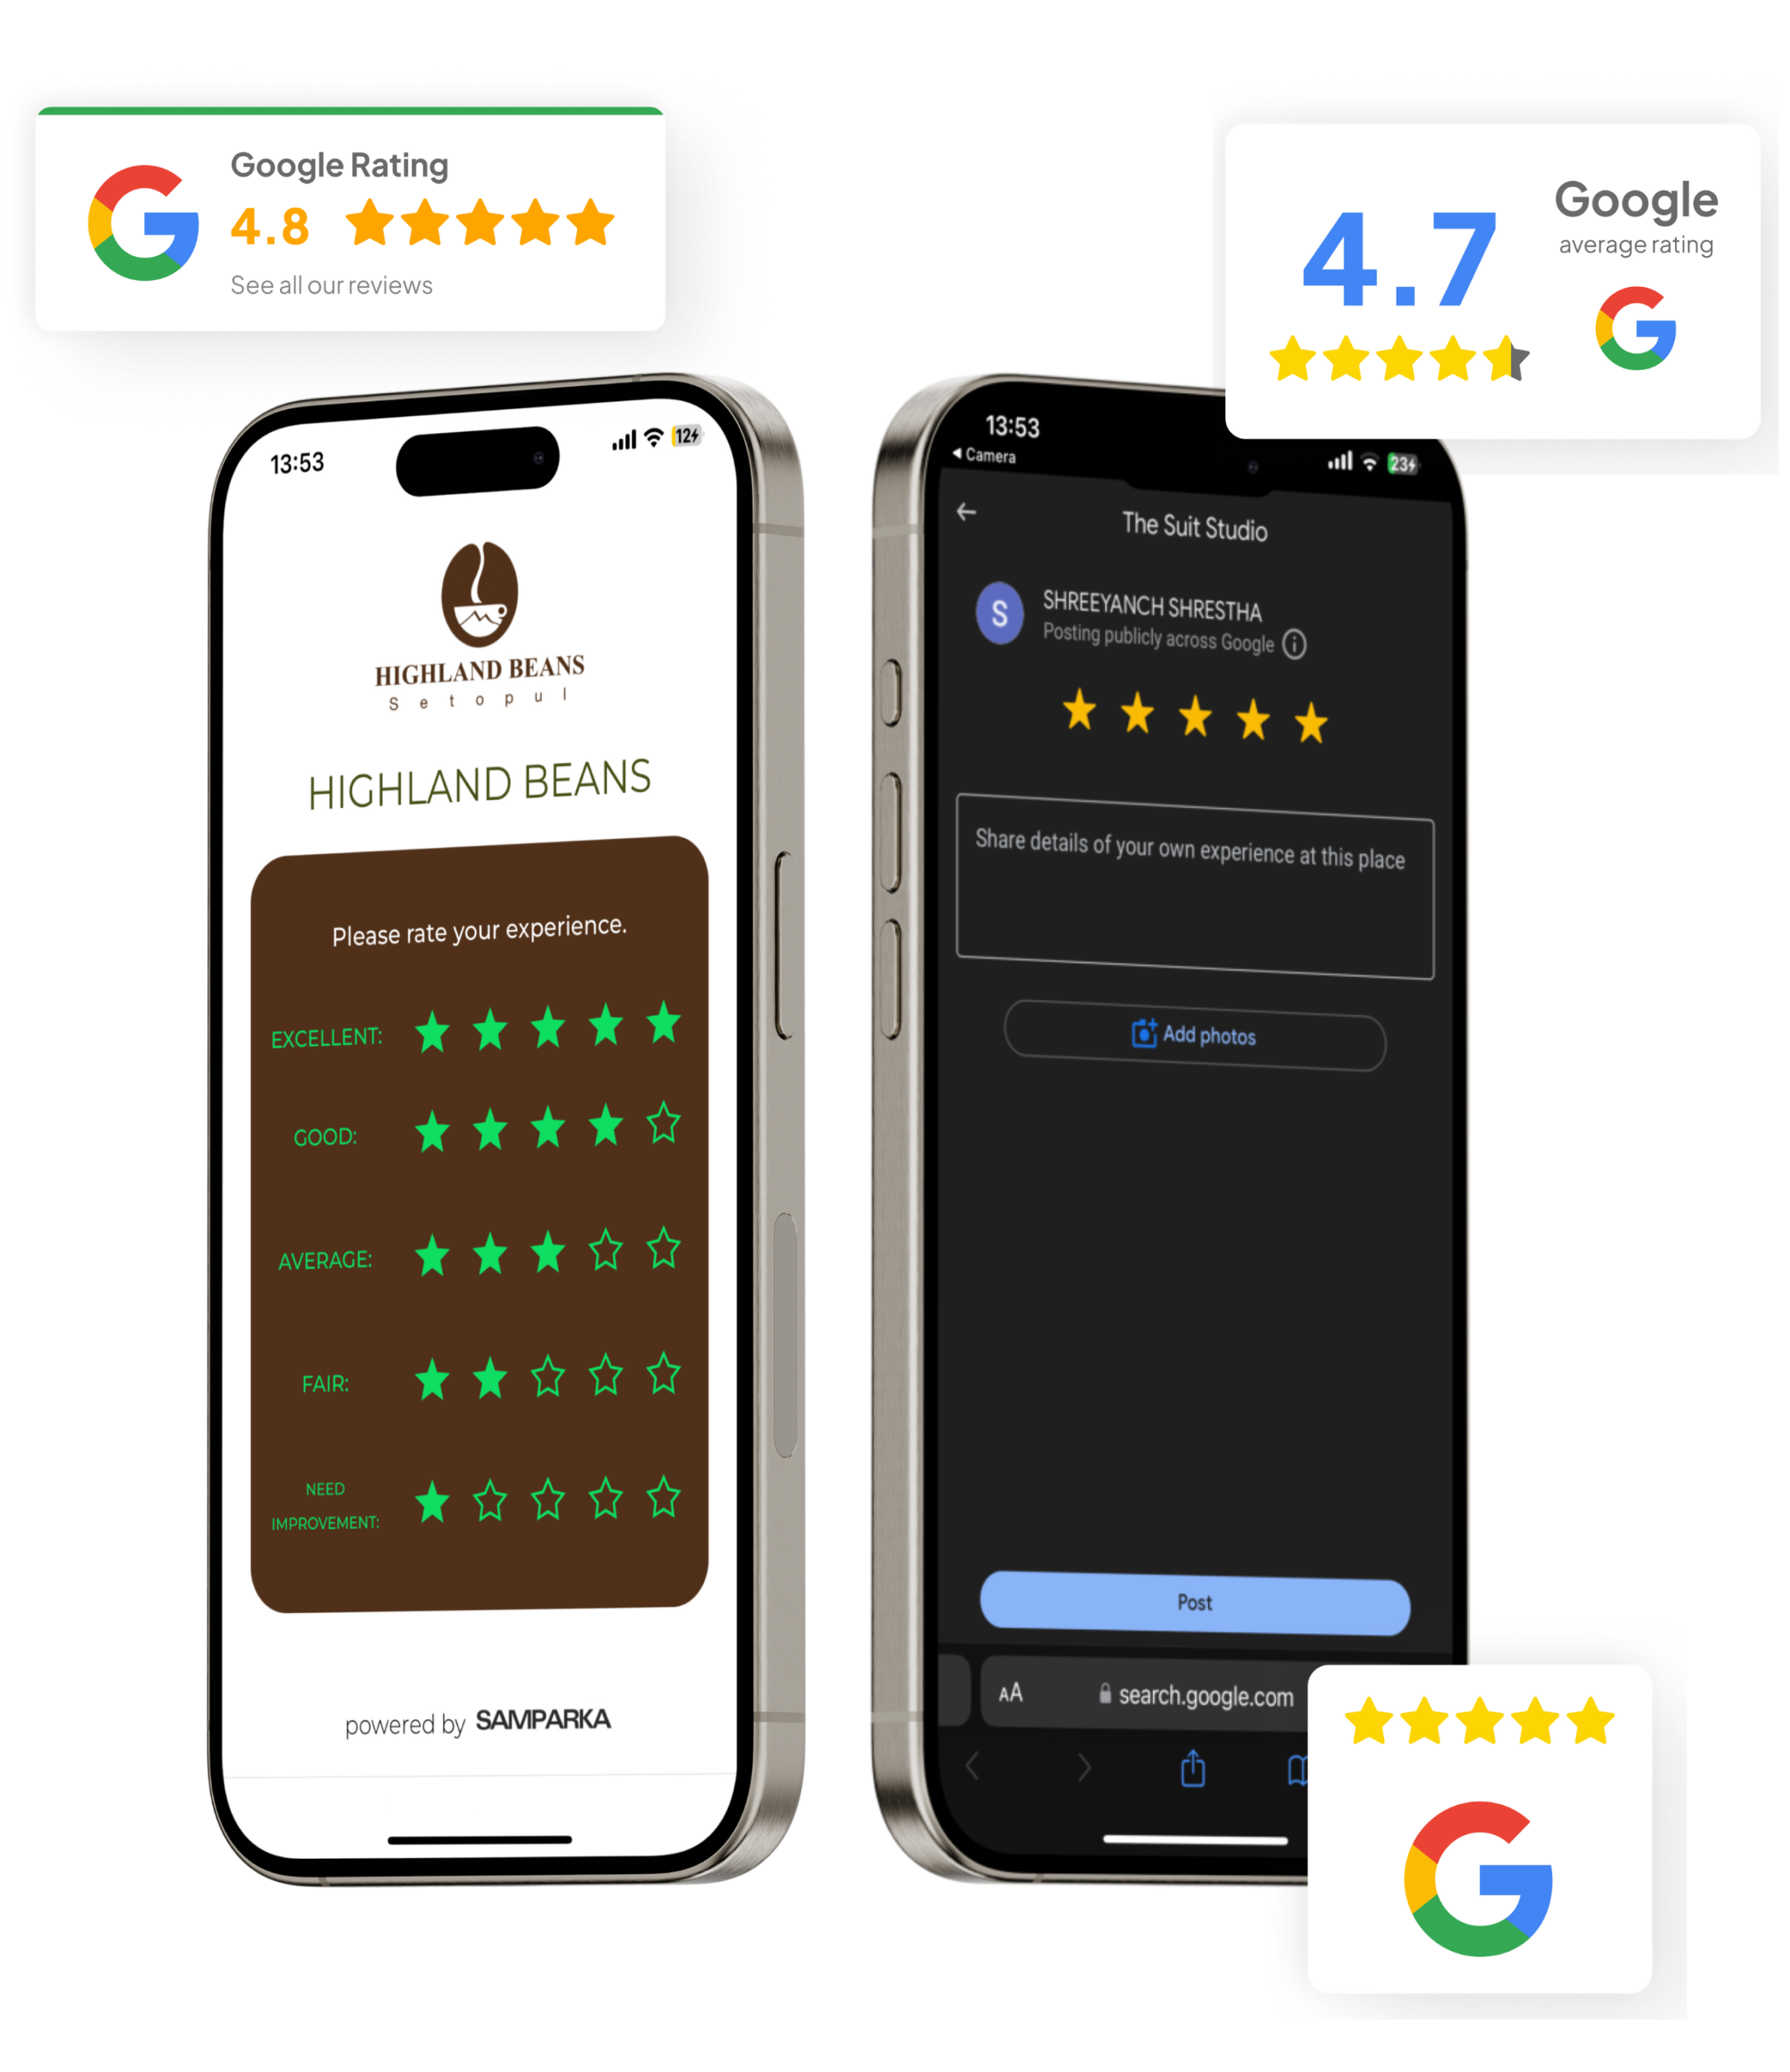 Google Rating
4.8
See all our reviews
4.7
Google
average rating
13:53
12
HIGHLAND BEANS
Setopul
HIGHLAND BEANS
Please rate your experience.
EXCELLENT:
GOOD:
AVERAGE:
FAIR:
NEED
IMPROVEMENT:
powered by SAMPARKA
13:53
Camera
23
The Suit Studio
S
SHREEYANCH SHRESTHA
Posting publicly across Google
Share details of your own experience at this place
Add photos
Post
AA search.google.com